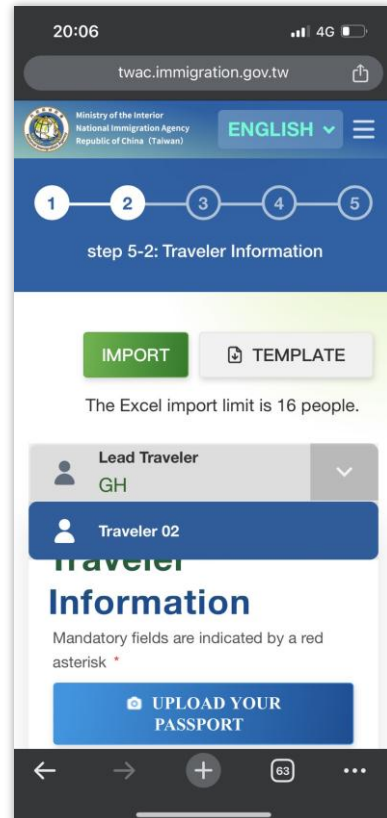 20:06
4G
twac.immigration.gov.tw
Ministry of the Interior
National Immigration Agency
Republic of China (Taiwan)
ENGLISH
1 2 3 4 5
step 5-2: Traveler Information
IMPORT TEMPLATE
The Excel import limit is 16 people.
Lead Traveler
GH
Traveler 02
Traveler
Information
Mandatory fields are indicated by a red
asterisk *
UPLOAD YOUR
PASSPORT
63